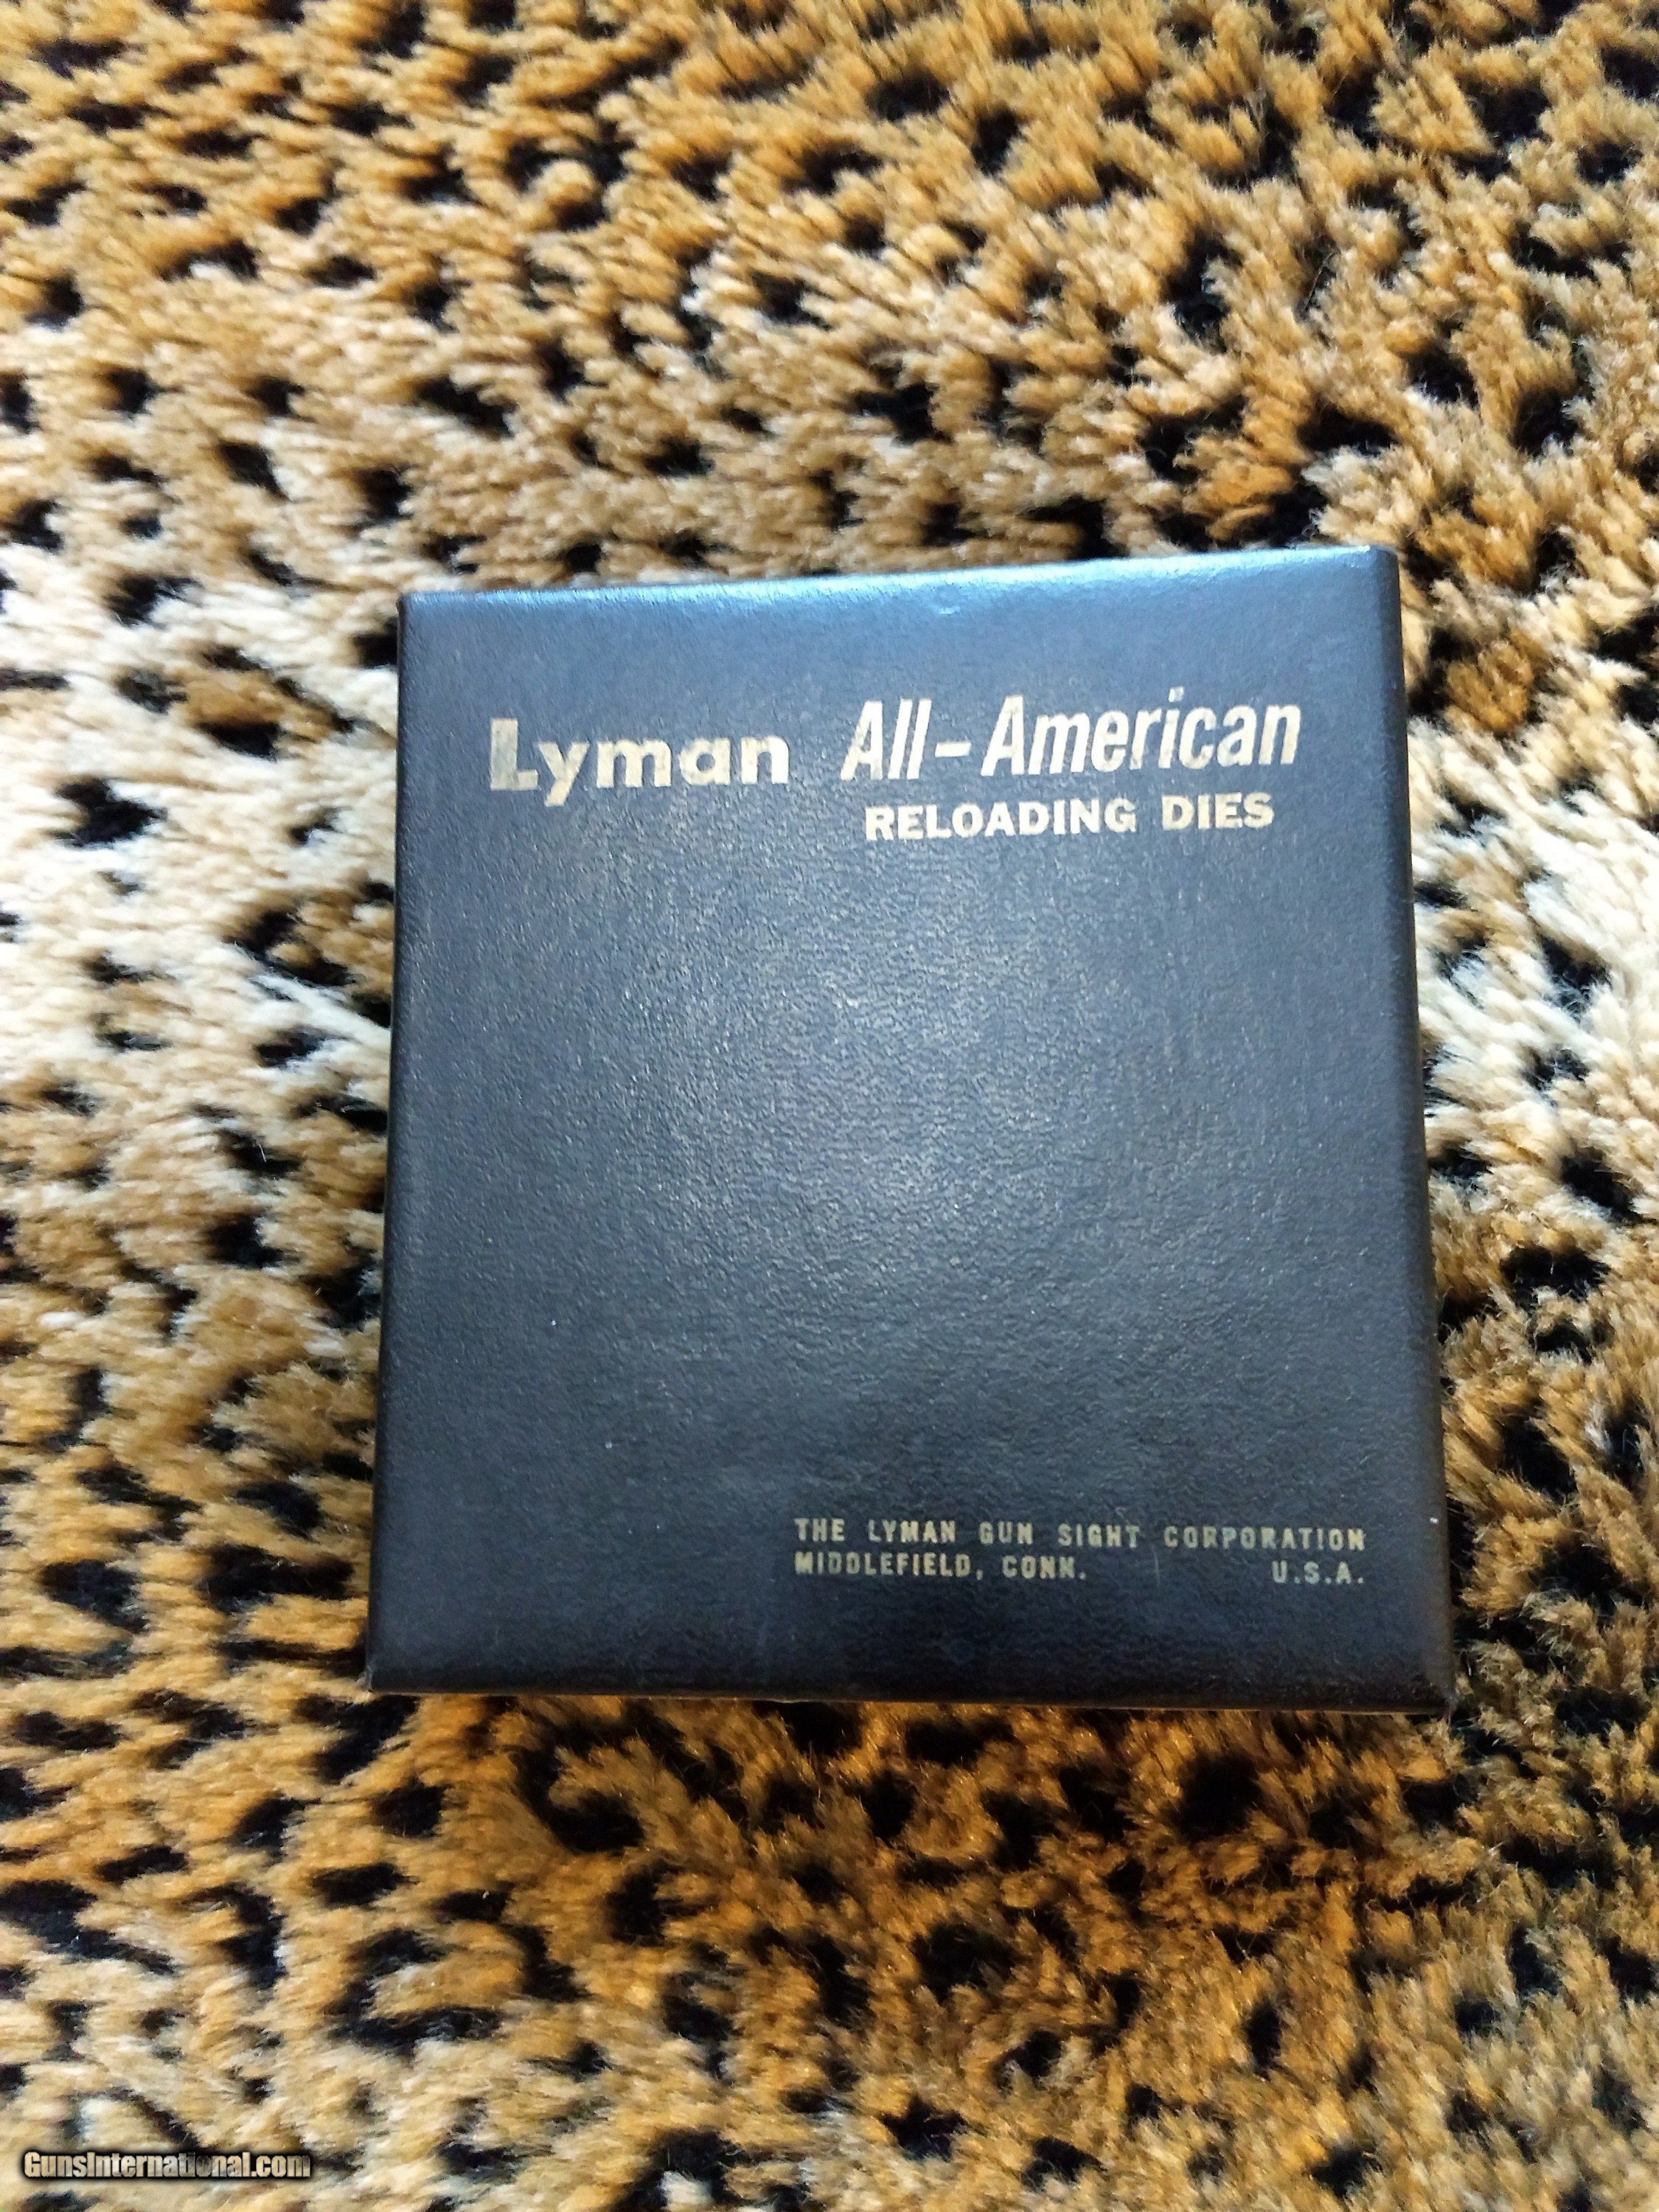 Lyman All-American
RELOADING DIES
THE LYMAN GUN SIGHT CORPORATION
MIDDLEFIELD, CONN. U.S.A.
GunsInternational.com